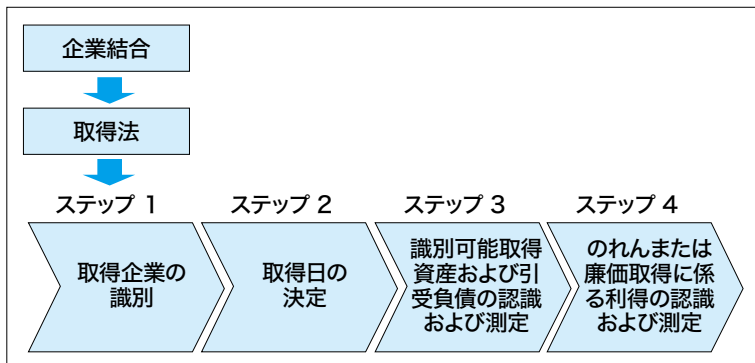 企業結合
取得法
ステップ 1
取得企業の
識別
ステップ 2
取得日の
決定
ステップ 3
識別可能取得
資産および引
受負債の認識
および測定
ステップ 4
のれんまたは
廉価取得に係
る利得の認識
および測定